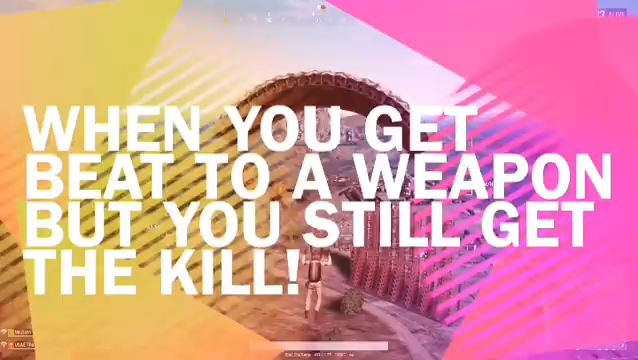 WHEN YOU GET
BEAT TO A WEAPON
BUT YOU STILL GET
THE KILL!